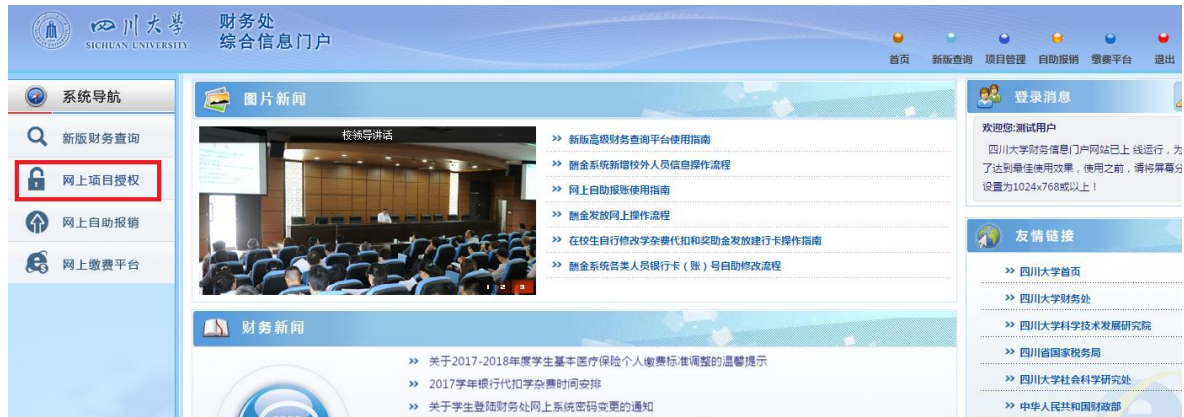 四川大學 财务处
SICHUAN UNIVERSITY 综合信息门户
首页 新版查询 项目管理 自助报销 缴费平台 退出
系统导航
新版财务查询
网上项目授权
网上自助报销
网上缴费平台
图片新闻
校领导讲话
1 2 3
>> 新版高级财务查询平台使用指南
>> 酬金系统新增校外人员信息操作流程
>> 网上自助报账使用指南
>> 酬金发放网上操作流程
>> 在校生自行修改学杂费代扣和奖助金发放建行卡操作指南
>> 酬金系统各类人员银行卡（账）号自助修改流程
财务新闻
>> 关于2017-2018年度学生基本医疗保险个人缴费标准调整的温馨提示
>> 2017学年银行代扣学杂费时间安排
>> 关于学生登陆财务处网上系统密码变更的通知
登录消息
欢迎您:测试用户
四川大学财务信息门户网站已上 线运行，为
了达到最佳使用效果，使用之前，请将屏幕分
设置为1024x768或以上！
友情链接
>> 四川大学首页
>> 四川大学财务处
>> 四川大学科学技术发展研究院
>> 四川省国家税务局
>> 四川大学社会科学研究处
>> 中华人民共和国财政部